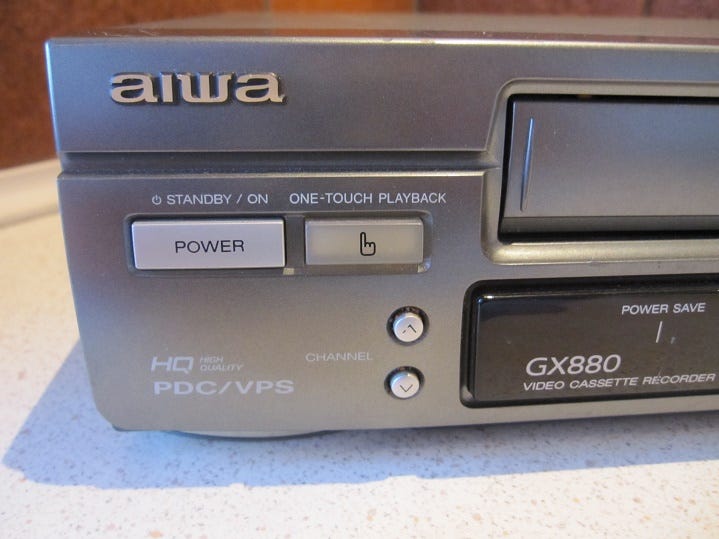 aiwa
STANDBY / ON
ONE-TOUCH PLAYBACK
POWER
HQ HIGH QUALITY
PDC/VPS
CHANNEL
POWER SAVE
GX880
VIDEO CASSETTE RECORDER